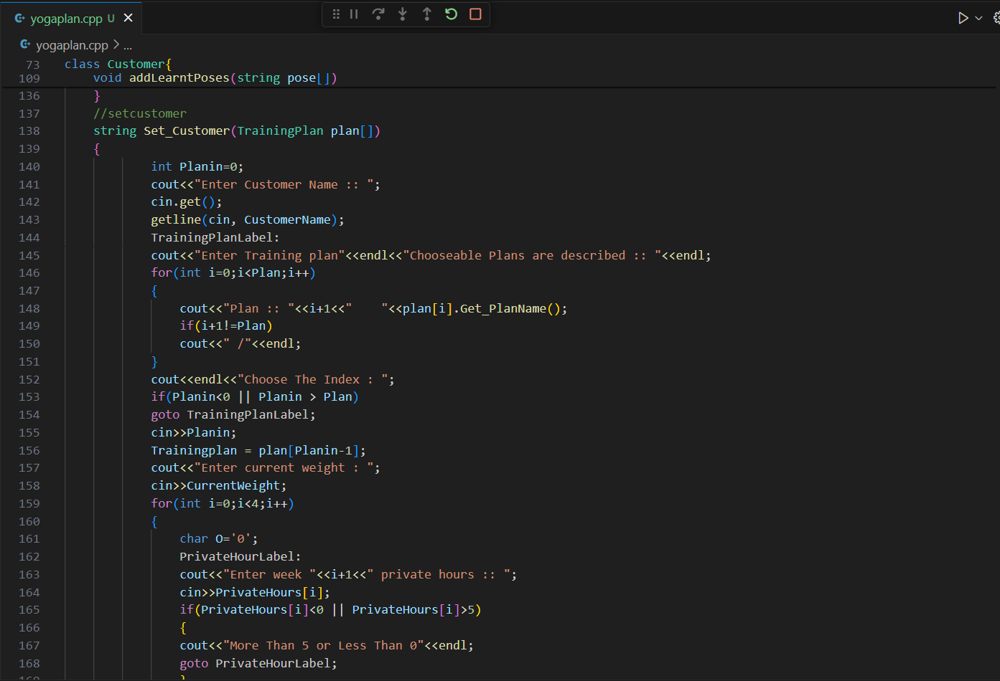 yogaplan.cpp U
yogaplan.cpp > ...
73 class Customer{
109 void addLearntPoses(string pose[])
136 }
137 //setcustomer
138 string Set_Customer(TrainingPlan plan[])
139 {
140 int Planin=0;
141 cout<<"Enter Customer Name :: ";
142 cin.get();
143 getline(cin, CustomerName);
144 TrainingPlanLabel:
145 cout<<"Enter Training plan"<<endl<<"Chooseable Plans are described :: "<<endl;
146 for(int i=0;i<Plan;i++)
147 {
148 cout<<"Plan :: "<<i+1<<"    "<<plan[i].Get_PlanName();
149 if(i+1!=Plan)
150 cout<<" /"<<endl;
151 }
152 cout<<endl<<"Choose The Index : ";
153 if(Planin<0 || Planin > Plan)
154 goto TrainingPlanLabel;
155 cin>>Planin;
156 Trainingplan = plan[Planin-1];
157 cout<<"Enter current weight : ";
158 cin>>CurrentWeight;
159 for(int i=0;i<4;i++)
160 {
161 char O='0';
162 PrivateHourLabel:
163 cout<<"Enter week "<<i+1<<" private hours :: ";
164 cin>>PrivateHours[i];
165 if(PrivateHours[i]<0 || PrivateHours[i]>5)
166 {
167 cout<<"More Than 5 or Less Than 0"<<endl;
168 goto PrivateHourLabel;